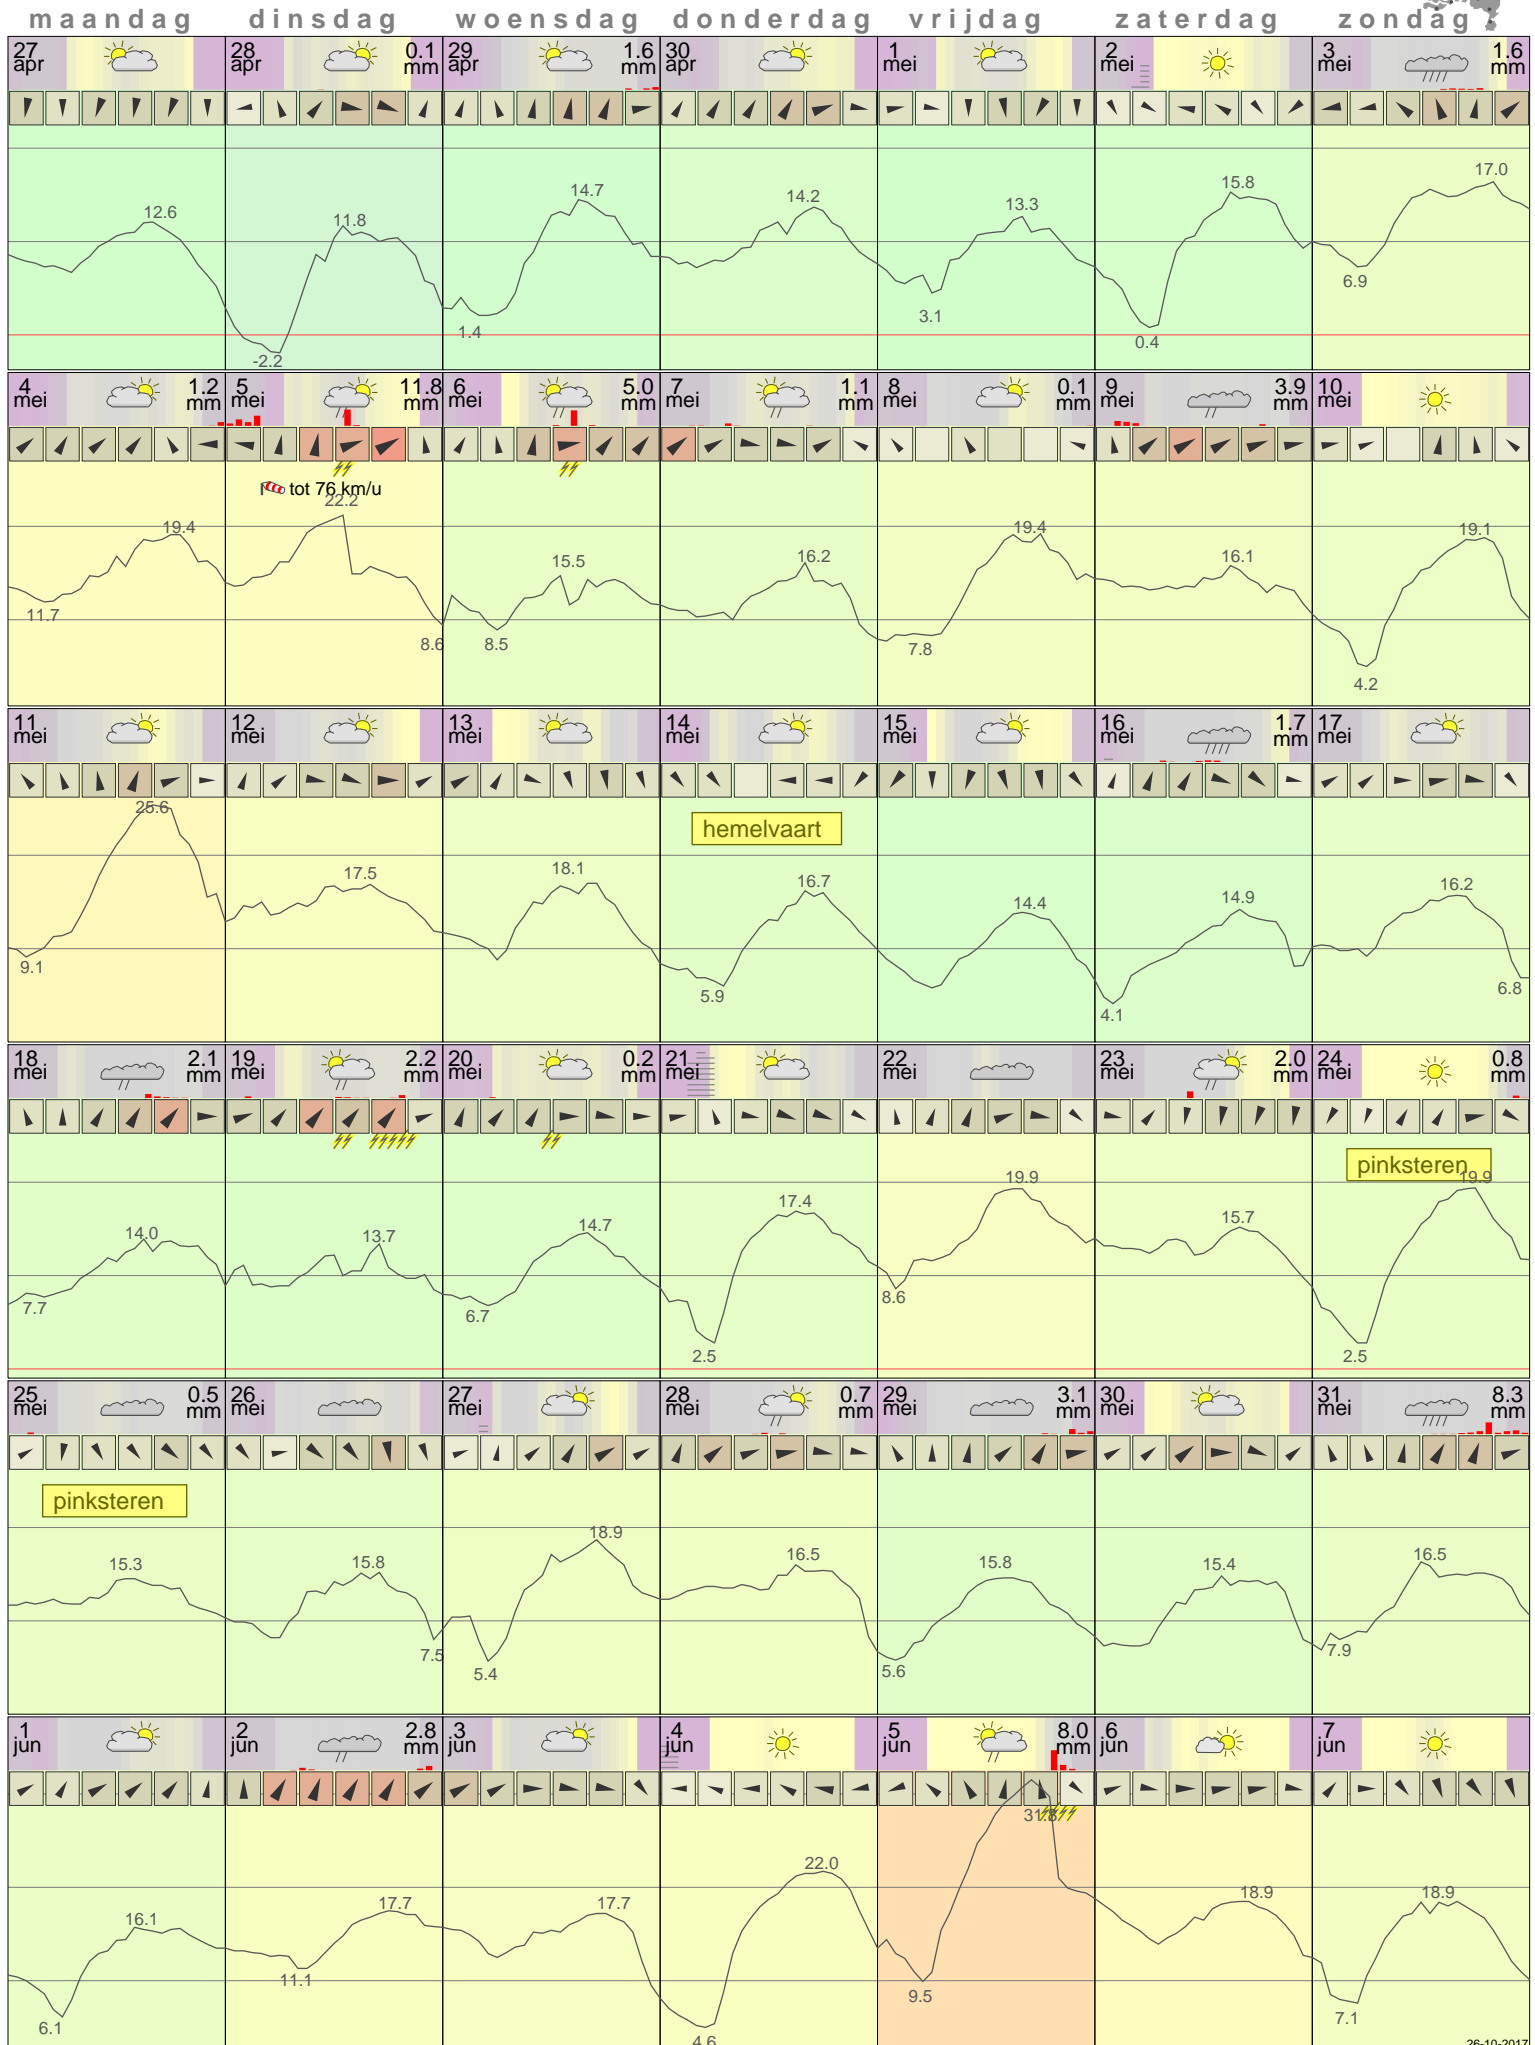 maandag dinsdag woensdag donderdag vrijdag zaterdag zondag
27 28 0.1 29 1.6 30 1 2 3 1.6
apr apr mm apr mm apr mei mei mei mm
12.6 11.8 14.7 14.2 13.3 15.8 17.0
-2.2 1.4 3.1 0.4 6.9
4 1.2 5 11.8 6 5.0 7 1.1 8 0.1 9 3.9 10
mei mm mei mm mei mm mei mm mei mm mei mm mei
tot 76 km/u
19.4 22.2 15.5 16.2 19.4 16.1 19.1
11.7 8.6 8.5 7.8 4.2
11 12 13 14 15 16 1.7 17
mei mei mei mei mei mei mm mei
hemelvaart
25.6 17.5 18.1 16.7 14.4 14.9 16.2
9.1 5.9 4.1 6.8
18 2.1 19 2.2 20 0.2 21 22 23 2.0 24 0.8
mei mm mei mm mei mm mei mei mei mm mei mm
pinksteren
14.0 13.7 14.7 17.4 19.9 15.7 19.9
7.7 6.7 2.5 8.6 2.5
25 0.5 26 27 28 0.7 29 3.1 30 31 8.3
mei mm mei mei mei mm mei mm mei mei mm
pinksteren
15.3 15.8 18.9 16.5 15.8 15.4 16.5
7.5 5.4 5.6 7.9
1 2 2.8 3 4 5 8.0 6 7
jun jun mm jun jun jun mm jun jun
16.1 17.7 17.7 22.0 18.9 18.9
6.1 11.1 4.6 9.5 7.1
26-10-2017